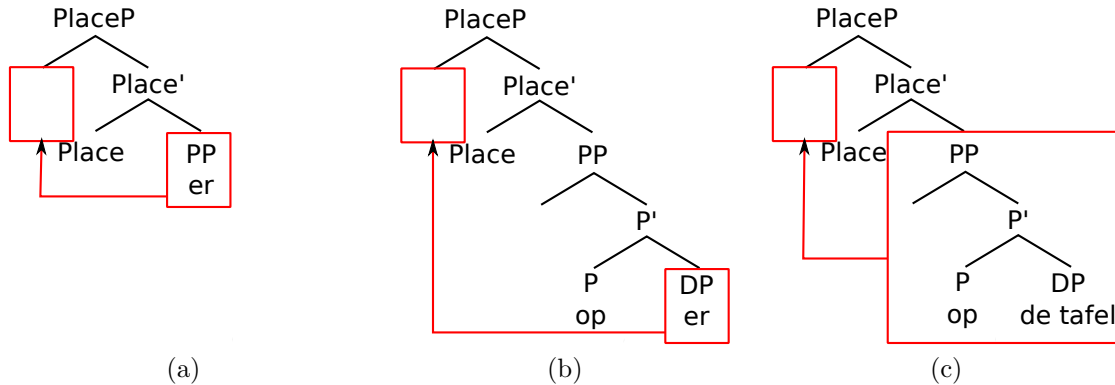 PlaceP
Place'
Place
PP
er
(a)
PlaceP
Place'
Place
PP
P'
P
DP
op
er
(b)
PlaceP
Place'
Place
PP
P'
P
DP
op
de tafel
(c)